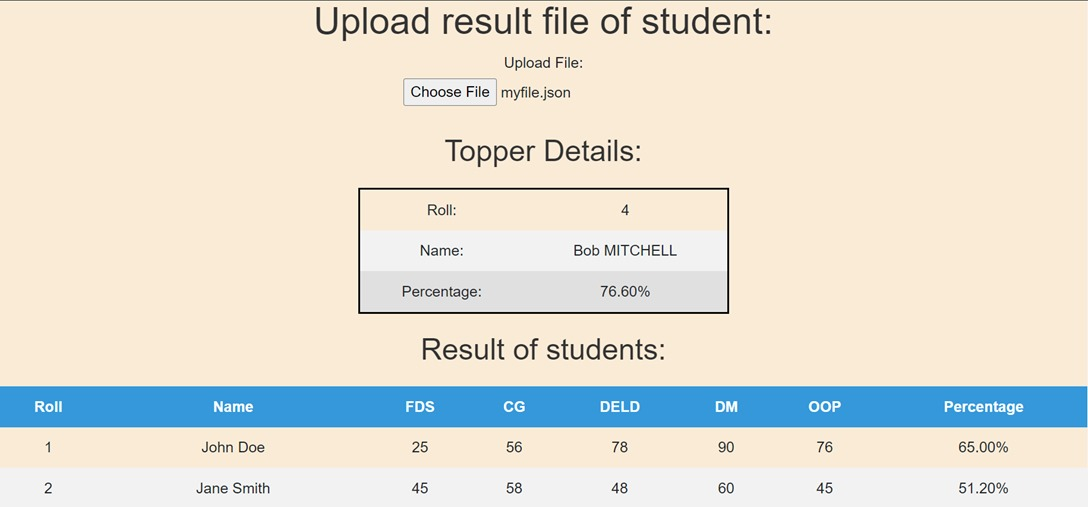 Upload result file of student:
Upload File:
Choose File myfile.json
Topper Details:
Roll: 4
Name: Bob MITCHELL
Percentage: 76.60%
Result of students:
Roll Name FDS CG DELD DM OOP Percentage
1 John Doe 25 56 78 90 76 65.00%
2 Jane Smith 45 58 48 60 45 51.20%